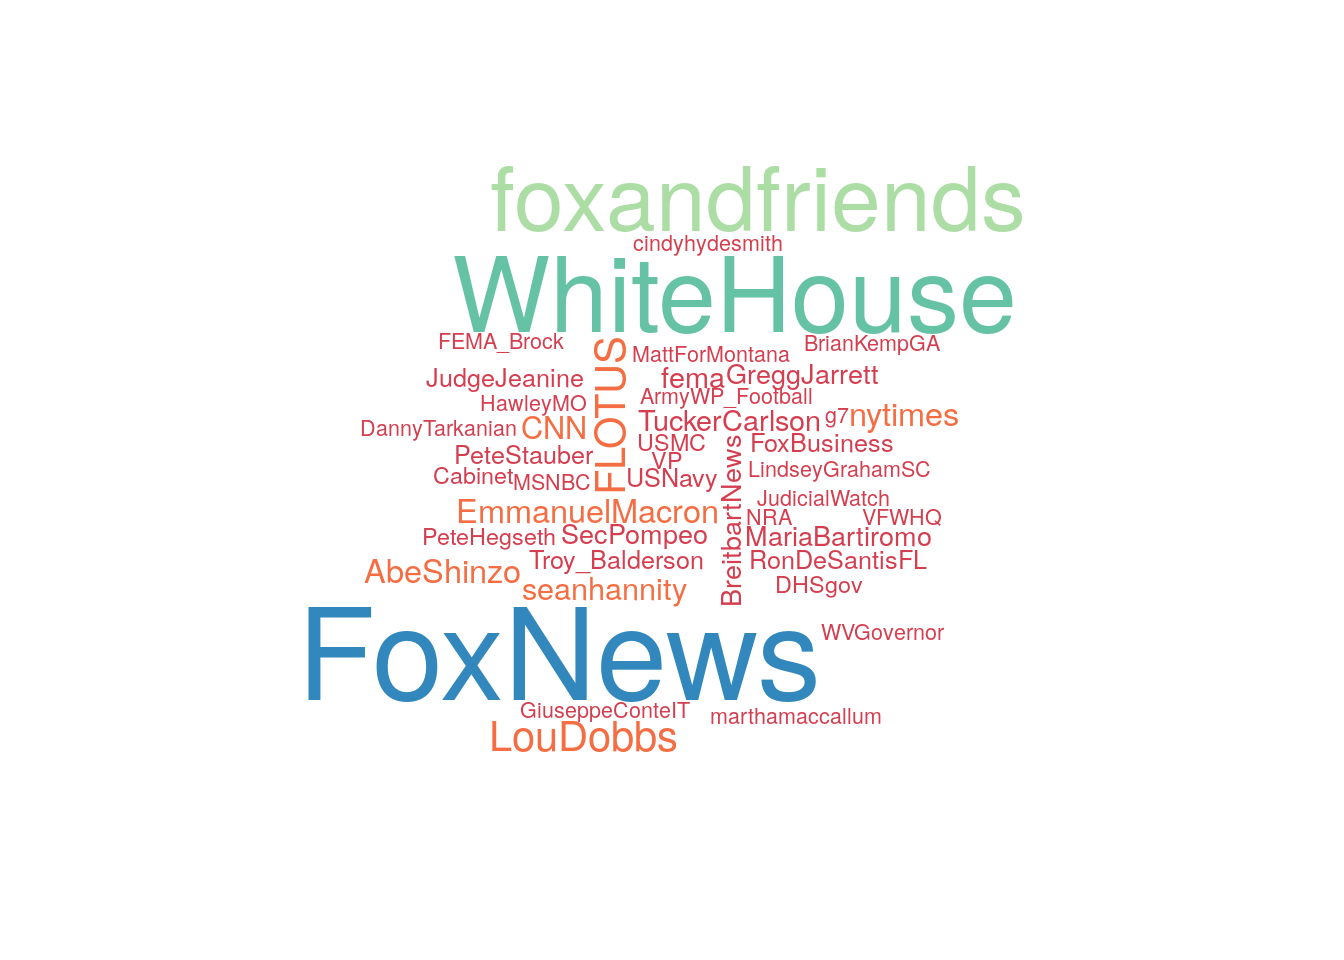 foxandfriends
cindyhydesmith
WhiteHouse
FEMA_Brock
FLOTUS
MattForMontana
BrianKempGA
JudgeJeanine
fema
GreggJarrett
HawleyMO
ArmyWP_Football
DannyTarkanian
CNN
TuckerCarlson
g7
nytimes
USMC
FoxBusiness
PeteStauber
VP
BreitbartNews
LindseyGrahamSC
Cabinet
MSNBC
USNavy
JudicialWatch
EmmanuelMacron
NRA
VFWHQ
PeteHegseth
SecPompeo
MariaBartiromo
Troy_Balderson
RonDeSantisFL
AbeShinzo
seanhannity
DHSgov
FoxNews
WVGovernor
GiuseppeConteIT
marthamaccallum
LouDobbs